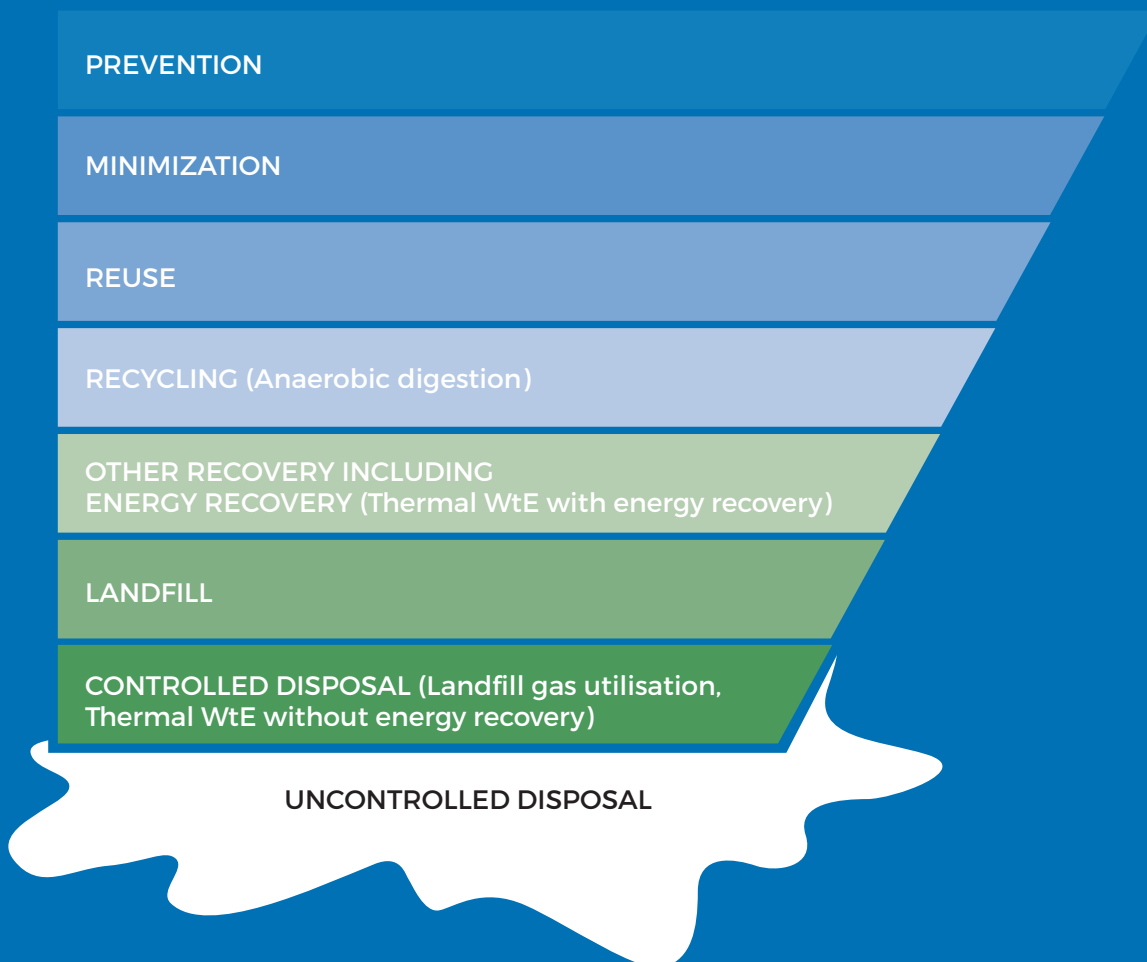 PREVENTION
MINIMIZATION
REUSE
RECYCLING (Anaerobic digestion)
OTHER RECOVERY INCLUDING
ENERGY RECOVERY (Thermal WtE with energy recovery)
LANDFILL
CONTROLLED DISPOSAL (Landfill gas utilisation,
Thermal WtE without energy recovery)
UNCONTROLLED DISPOSAL